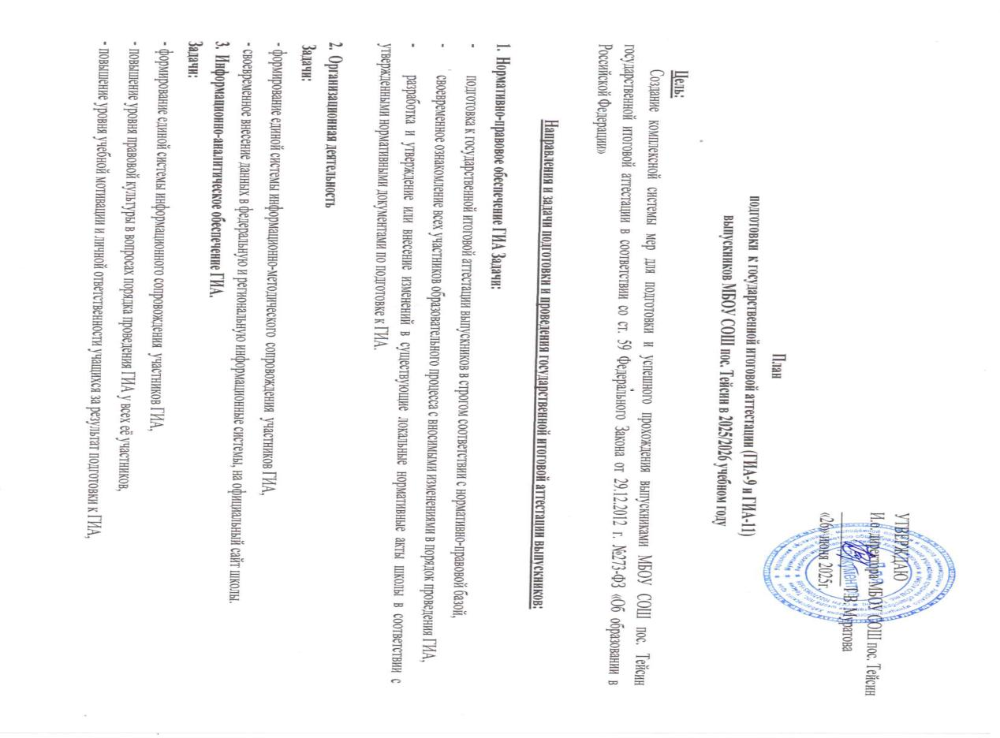 УТВЕРЖДАЮ
И.о. директора МБОУ СОШ пос. Тейсин
Т.В. Муратова
«26» июня 2025г.
План
подготовки к государственной итоговой аттестации (ГИА-9 и ГИА-11)
выпускников МБОУ СОШ пос. Тейсин в 2025/2026 учебном году
Цель:
Создание комплексной системы мер для подготовки и успешного прохождения выпускниками МБОУ СОШ пос. Тейсин
государственной итоговой аттестации в соответствии со ст. 59 Федерального Закона от 29.12.2012 г. №273-ФЗ «Об образовании в
Российской Федерации»
Направления и задачи подготовки и проведения государственной итоговой аттестации выпускников:
1. Нормативно-правовое обеспечение ГИА Задачи:
- подготовка к государственной итоговой аттестации выпускников в строгом соответствии с нормативно-правовой базой,
- своевременное ознакомление всех участников образовательного процесса с вносимыми изменениями в порядок проведения ГИА,
- разработка и утверждение или внесение изменений в существующие локальные нормативные акты школы в соответствии с
утвержденными нормативными документами по подготовке к ГИА.
2. Организационная деятельность
Задачи:
- формирование единой системы информационно-методического сопровождения участников ГИА,
- своевременное внесение данных в федеральную и региональную информационные системы, на официальный сайт школы.
3. Информационно-аналитическое обеспечение ГИА.
Задачи:
- формирование единой системы информационного сопровождения участников ГИА,
- повышение уровня правовой культуры в вопросах порядка проведения ГИА у всех её участников,
- повышение уровня учебной мотивации и личной ответственности учащихся за результат подготовки к ГИА,